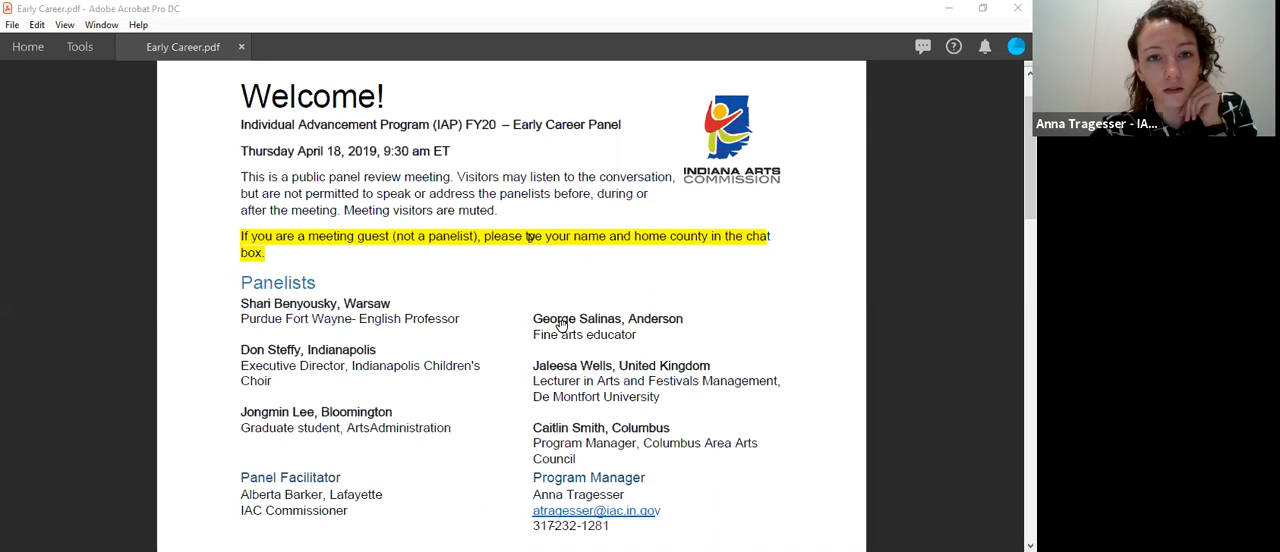 Early Career.pdf - Adobe Acrobat Pro DC
File Edit View Window Help
Home Tools Early Career.pdf ×
Welcome!
Individual Advancement Program (IAP) FY20 – Early Career Panel
Thursday April 18, 2019, 9:30 am ET
INDIANA ARTS
COMMISSION
This is a public panel review meeting. Visitors may listen to the conversation,
but are not permitted to speak or address the panelists before, during or
after the meeting. Meeting visitors are muted.
If you are a meeting guest (not a panelist), please type your name and home county in the chat
box.
Panelists
Shari Benyousky, Warsaw
Purdue Fort Wayne- English Professor
Don Steffy, Indianapolis
Executive Director, Indianapolis Children's
Choir
Jongmin Lee, Bloomington
Graduate student, ArtsAdministration
George Salinas, Anderson
Fine arts educator
Jaleesa Wells, United Kingdom
Lecturer in Arts and Festivals Management,
De Montfort University
Caitlin Smith, Columbus
Program Manager, Columbus Area Arts
Council
Panel Facilitator
Alberta Barker, Lafayette
IAC Commissioner
Program Manager
Anna Tragesser
atragesser@iac.in.gov
317-232-1281
Anna Tragesser - IA...